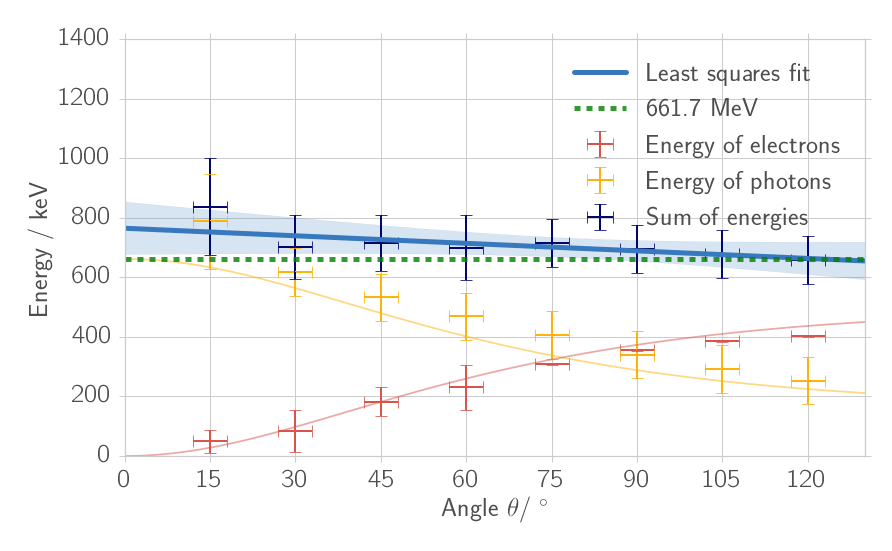 1400
1200
1000
800
600
400
200
0
Energy / keV
Least squares fit
661.7 MeV
Energy of electrons
Energy of photons
Sum of energies
0 15 30 45 60 75 90 105 120
Angle θ/ °